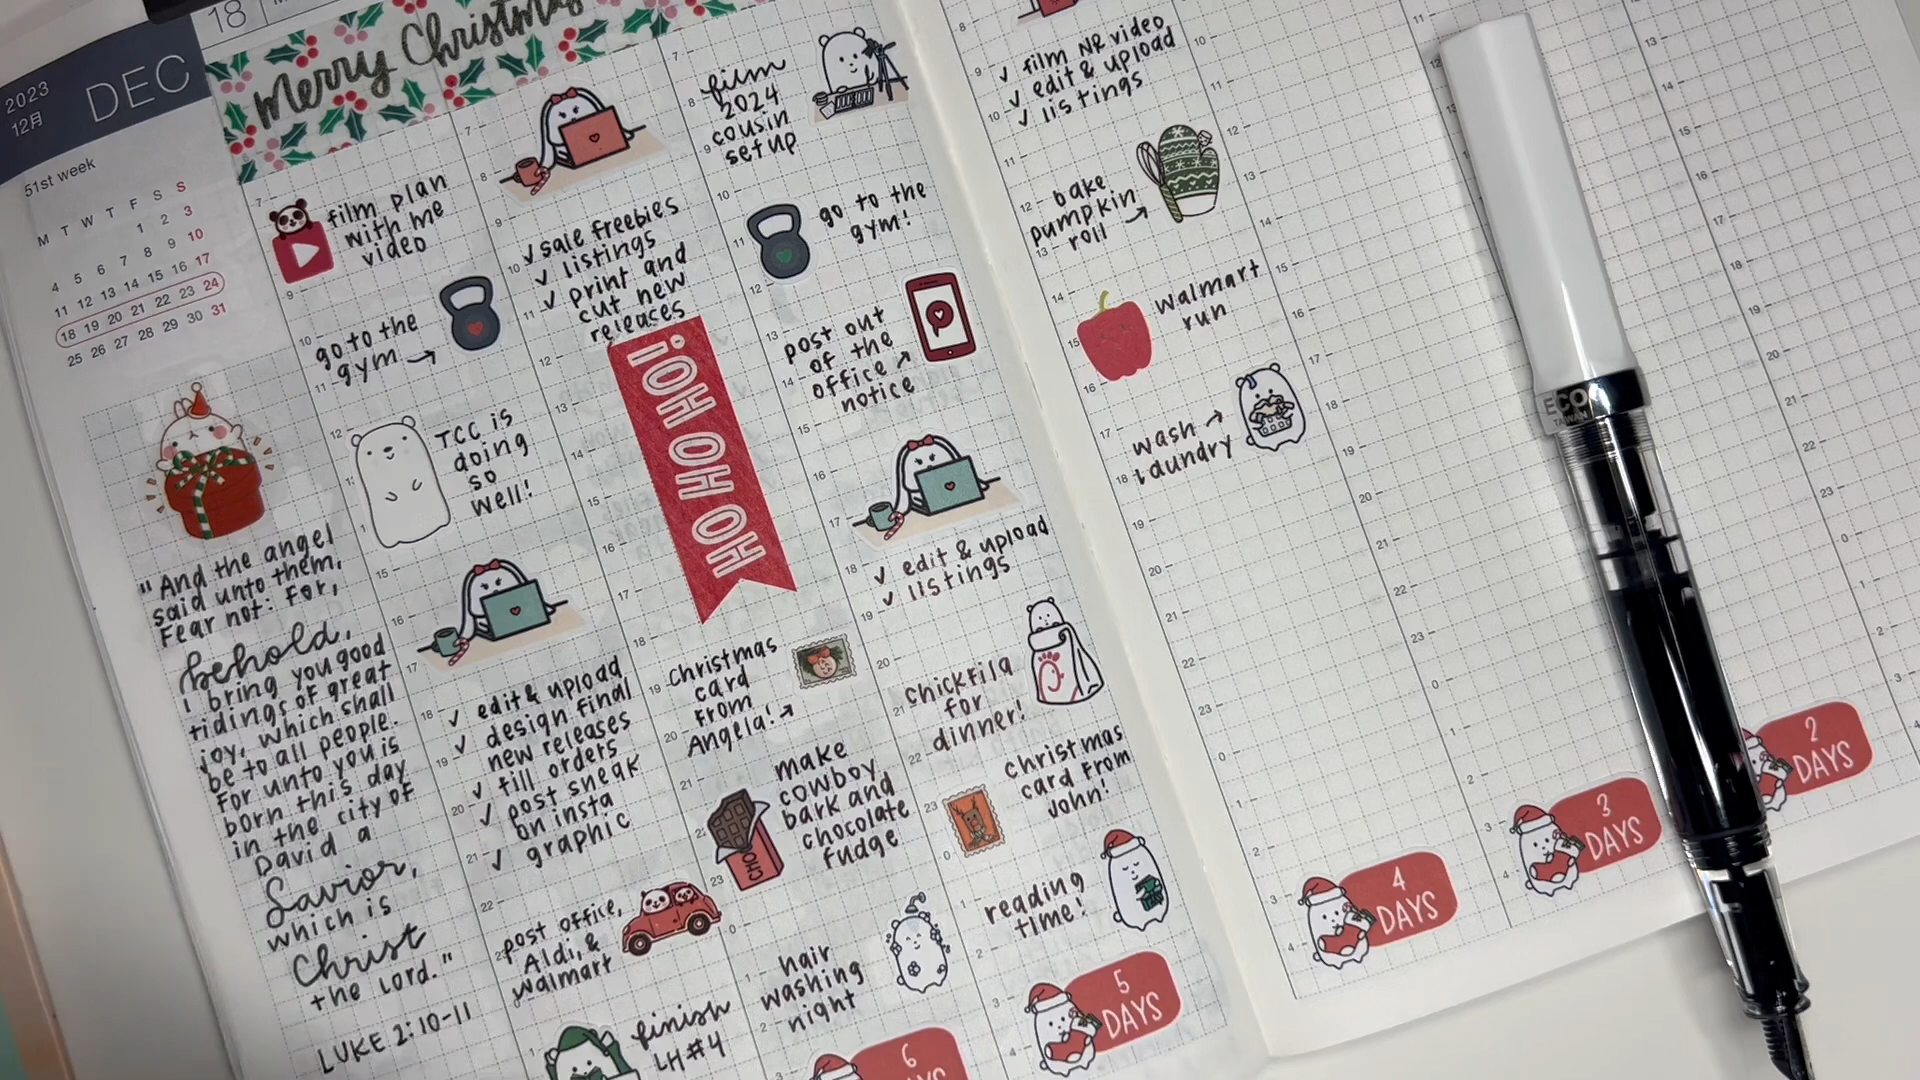 2023
12月
DEC
18
51st week
M T W T F S S
1 2 3
4 5 6 7 8 9 10
11 12 13 14 15 16 17
18 19 20 21 22 23 24
25 26 27 28 29 30 31
"And the angel
said unto them,
Fear not: For,
behold,
I bring you good
tidings of great
joy, which shall
be to all people.
For unto you is
born this day
in the city of
David a
Savior,
which is
Christ
the Lord."
LUKE 2:10-11
Merry Christmas
film plan
with me
video
go to the
gym →
TCC is
doing
so
well!
✓ edit & upload
✓ design final
new releases
✓ fill orders
✓ post sneak
on insta
✓ graphic
post office,
Aldi, &
Walmart
finish
LH #4
✓ sale freebies
✓ listings
✓ print and
cut new
releases
HO HO HO HO!
Christmas
card
from
Angela! →
make
cowboy
bark and
chocolate
fudge
CHO
hair
washing
night
6
DAYS
film
2024
cousin
setup
go to the
gym!
post out
of the
office →
notice
✓ edit & upload
✓ listings
chickfila
for
dinner!
christmas
card from
John!
reading
time!
5
DAYS
✓ film NR video
✓ edit & upload
✓ listings
bake
pumpkin
roll →
walmart
run
wash →
laundry
4
DAYS
3
DAYS
2
DAYS
ECO